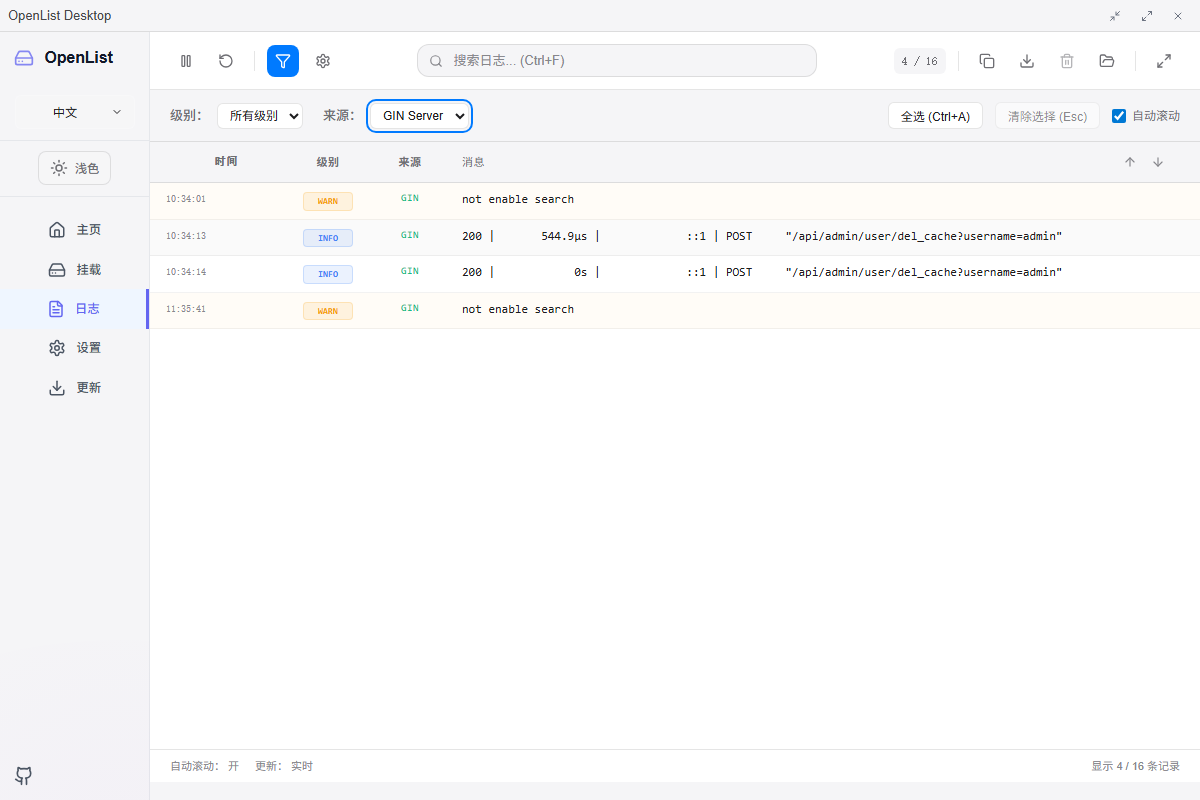 OpenList Desktop
OpenList
搜索日志... (Ctrl+F)
4 / 16
中文
级别:
所有级别
来源:
GIN Server
全选 (Ctrl+A)
清除选择 (Esc)
自动滚动
浅色
时间
级别
来源
消息
10:34:01 WARN GIN not enable search
10:34:13 INFO GIN 200 | 544.9µs | ::1 | POST "/api/admin/user/del_cache?username=admin"
10:34:14 INFO GIN 200 | 0s | ::1 | POST "/api/admin/user/del_cache?username=admin"
11:35:41 WARN GIN not enable search
主页
挂载
日志
设置
更新
自动滚动: 开 更新: 实时
显示 4 / 16 条记录